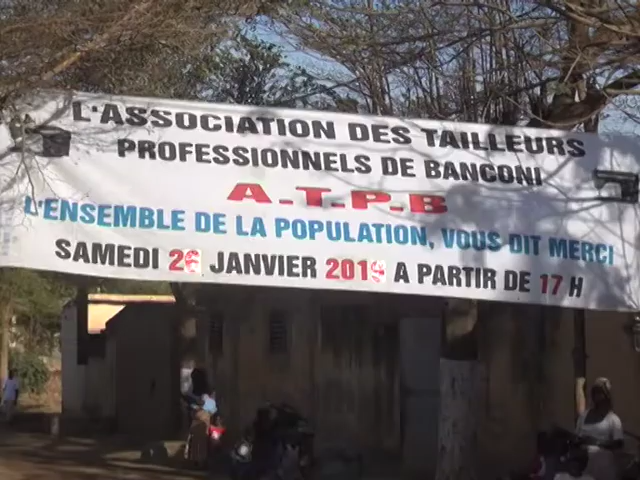 L'ASSOCIATION DES TAILLEURS
PROFESSIONNELS DE BANCONI
A.T.P.B
L'ENSEMBLE DE LA POPULATION, VOUS DIT MERCI
SAMEDI 26 JANVIER 2019 A PARTIR DE 17 H